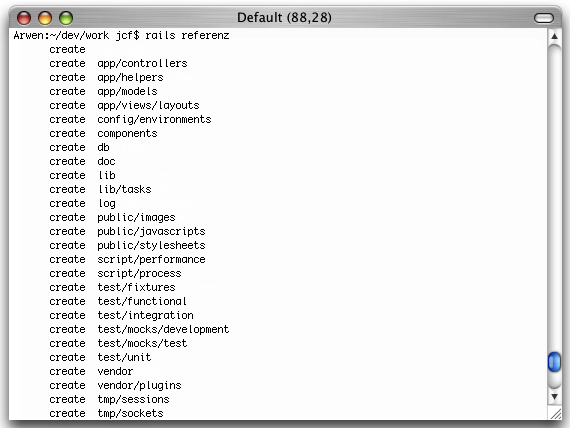 Default (88,28)
Arwen:~/dev/work jcf$ rails referenz
create
create app/controllers
create app/helpers
create app/models
create app/views/layouts
create config/environments
create components
create db
create doc
create lib
create lib/tasks
create log
create public/images
create public/javascripts
create public/stylesheets
create script/performance
create script/process
create test/fixtures
create test/functional
create test/integration
create test/mocks/development
create test/mocks/test
create test/unit
create vendor
create vendor/plugins
create tmp/sessions
create tmp/sockets